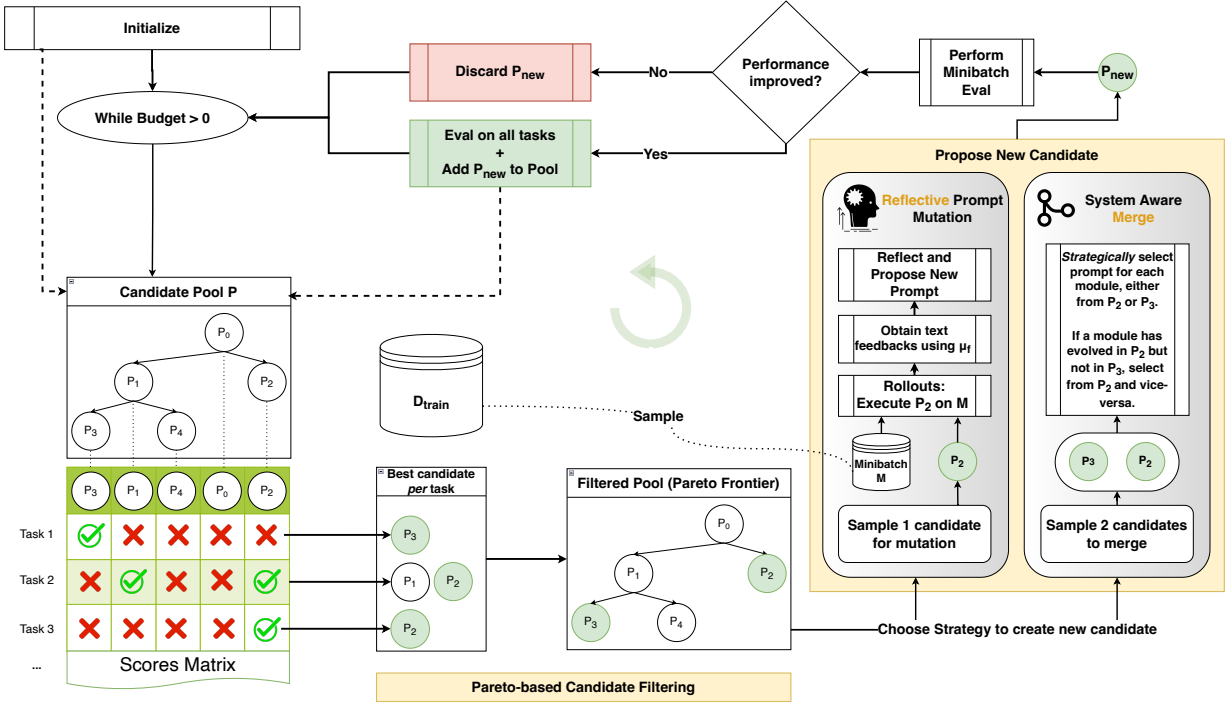 Initialize
While Budget > 0
Discard Pnew
No
Performance
improved?
Perform
Minibatch
Eval
Pnew
Eval on all tasks
+
Add Pnew to Pool
Yes
Propose New Candidate
Reflective Prompt
Mutation
Reflect and
Propose New
Prompt
Obtain text
feedbacks using μf
Rollouts:
Execute P2 on M
Minibatch
M
P2
Sample 1 candidate
for mutation
System Aware
Merge
Strategically select
prompt for each
module, either
from P2 or P3.
If a module has
evolved in P2 but
not in P3, select
from P2 and vice-
versa.
P3
P2
Sample 2 candidates
to merge
Candidate Pool P
P0
P1
P2
P3
P4
Dtrain
Sample
P3 P1 P4 P0 P2
Task 1
Task 2
Task 3
...
Scores Matrix
Best candidate
per task
P3
P1 P2
P2
Filtered Pool (Pareto Frontier)
P0
P1
P2
P3
P4
Choose Strategy to create new candidate
Pareto-based Candidate Filtering